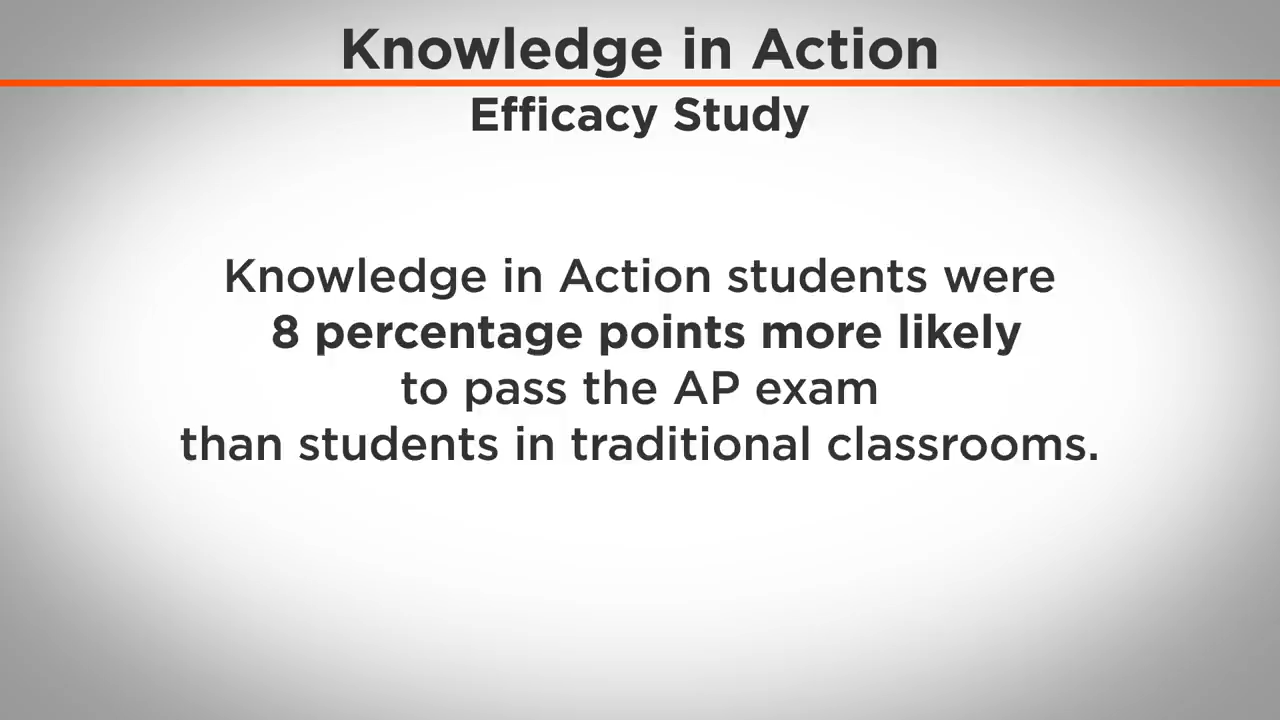 Knowledge in Action
Efficacy Study
Knowledge in Action students were
8 percentage points more likely
to pass the AP exam
than students in traditional classrooms.